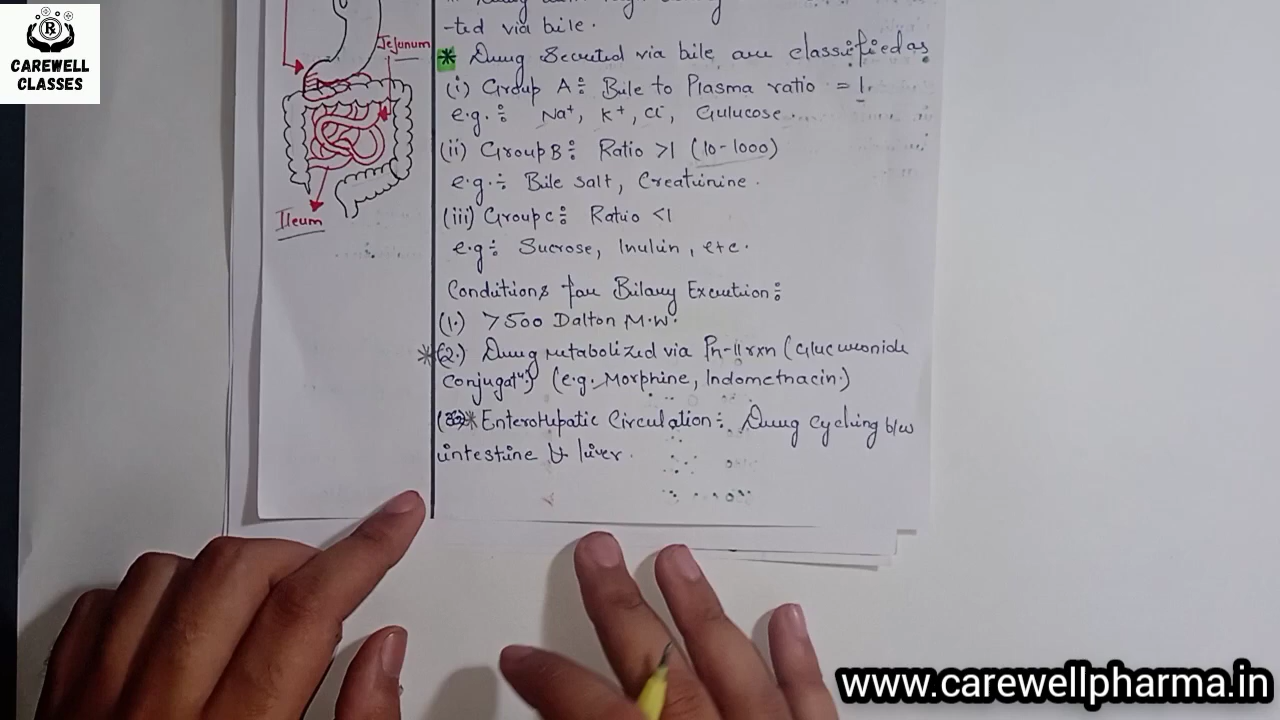 Rx
CAREWELL
CLASSES
Jejunum
Ileum
-ted via bile.
* Drug Secreted via bile are classified as
(i) Group A: Bile to Plasma ratio = 1.
e.g.: Na+, K+, Cl-, Gulucose.
(ii) Group B: Ratio >1 (10-1000)
e.g.: Bile salt, Creatinine.
(iii) Group C: Ratio <1
e.g: Sucrose, Inulin, etc.
Conditions for Bilary Excretion:
(1.) >500 Dalton M.W.
* (2.) Drug metabolized via Ph-II rxn (Glucuronide
Conjugatn.) (e.g. Morphine, Indomethacin.)
* EnteroHepatic Circulation: Drug Cycling b/w
intestine & liver.
www.carewellpharma.in